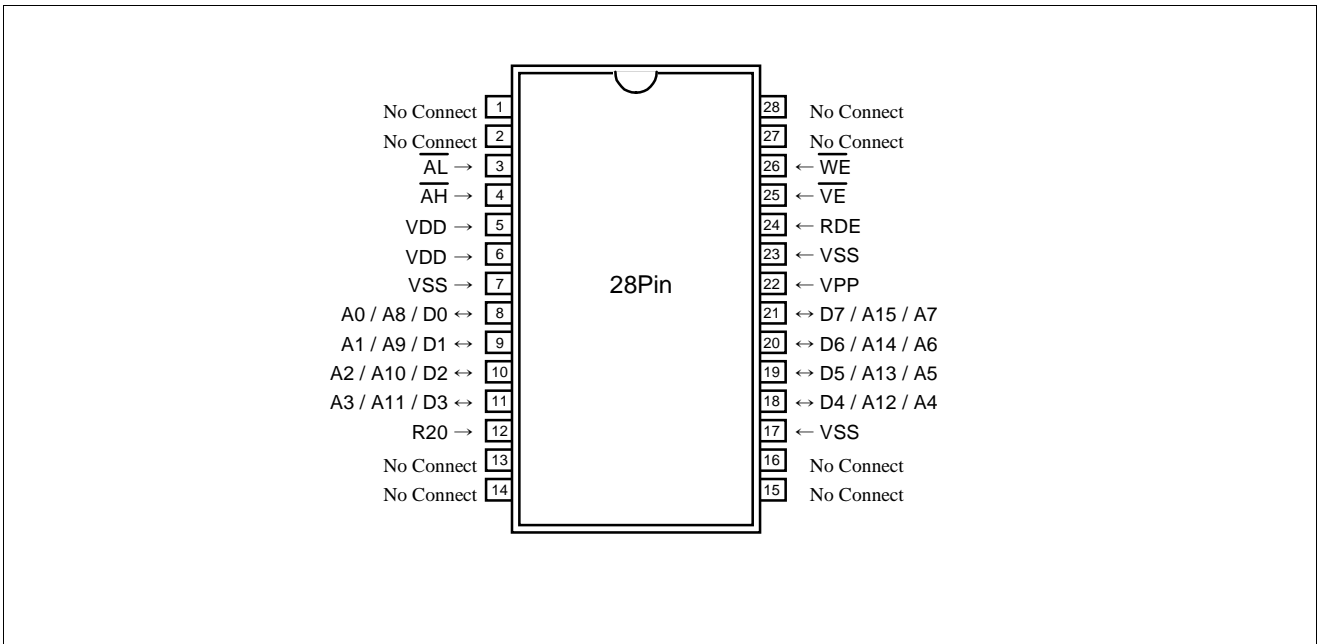 No Connect 1
No Connect 2
AL → 3
AH → 4
VDD → 5
VDD → 6
VSS → 7
A0 / A8 / D0 ↔ 8
A1 / A9 / D1 ↔ 9
A2 / A10 / D2 ↔ 10
A3 / A11 / D3 ↔ 11
R20 → 12
No Connect 13
No Connect 14
28Pin
28 No Connect
27 No Connect
26 ← WE
25 ← VE
24 ← RDE
23 ← VSS
22 ← VPP
21 ↔ D7 / A15 / A7
20 ↔ D6 / A14 / A6
19 ↔ D5 / A13 / A5
18 ↔ D4 / A12 / A4
17 ← VSS
16 No Connect
15 No Connect